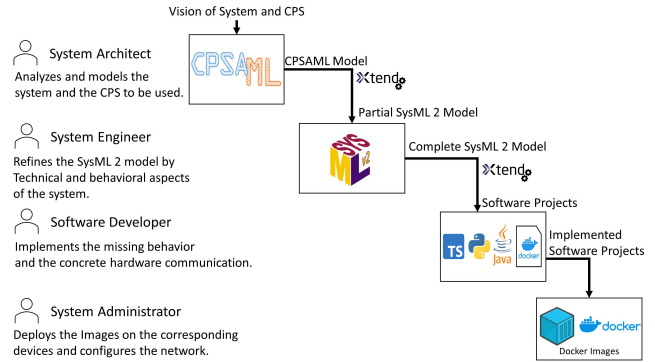 Vision of System and CPS
System Architect
Analyzes and models the
system and the CPS to be used.
CPSAML
CPSAML Model
Xtend
Partial SysML 2 Model
System Engineer
Refines the SysML 2 model by
Technical and behavioral aspects
of the system.
SYS
ML
v2
Complete SysML 2 Model
Xtend
Software Projects
Software Developer
Implements the missing behavior
and the concrete hardware communication.
TS
Java
docker
Implemented
Software Projects
System Administrator
Deploys the Images on the corresponding
devices and configures the network.
docker
Docker Images